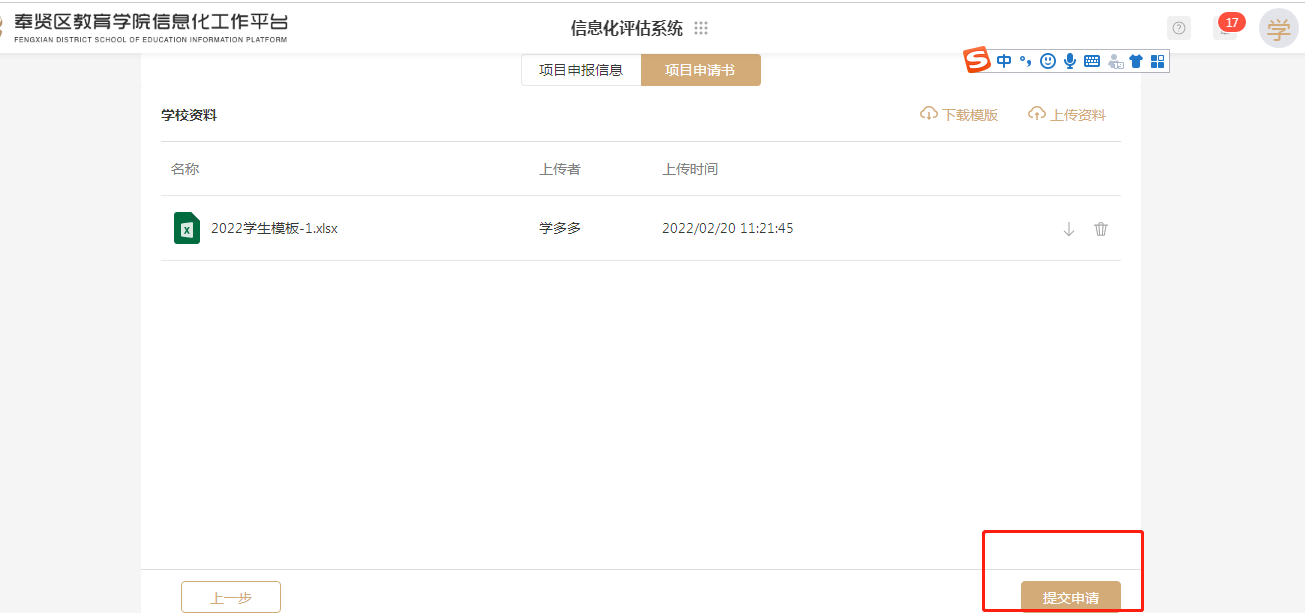 奉贤区教育学院信息化工作平台
FENGXIAN DISTRICT SCHOOL OF EDUCATION INFORMATION PLATFORM
信息化评估系统
17
学
中
项目申报信息 项目申请书
学校资料 下载模版 上传资料
名称 上传者 上传时间
2022学生模板-1.xlsx 学多多 2022/02/20 11:21:45
上一步 提交申请